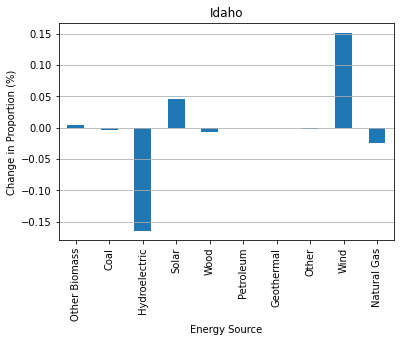 Idaho
0.15
0.10
0.05
0.00
−0.05
−0.10
−0.15
Change in Proportion (%)
Other Biomass
Coal
Hydroelectric
Solar
Wood
Petroleum
Geothermal
Other
Wind
Natural Gas
Energy Source